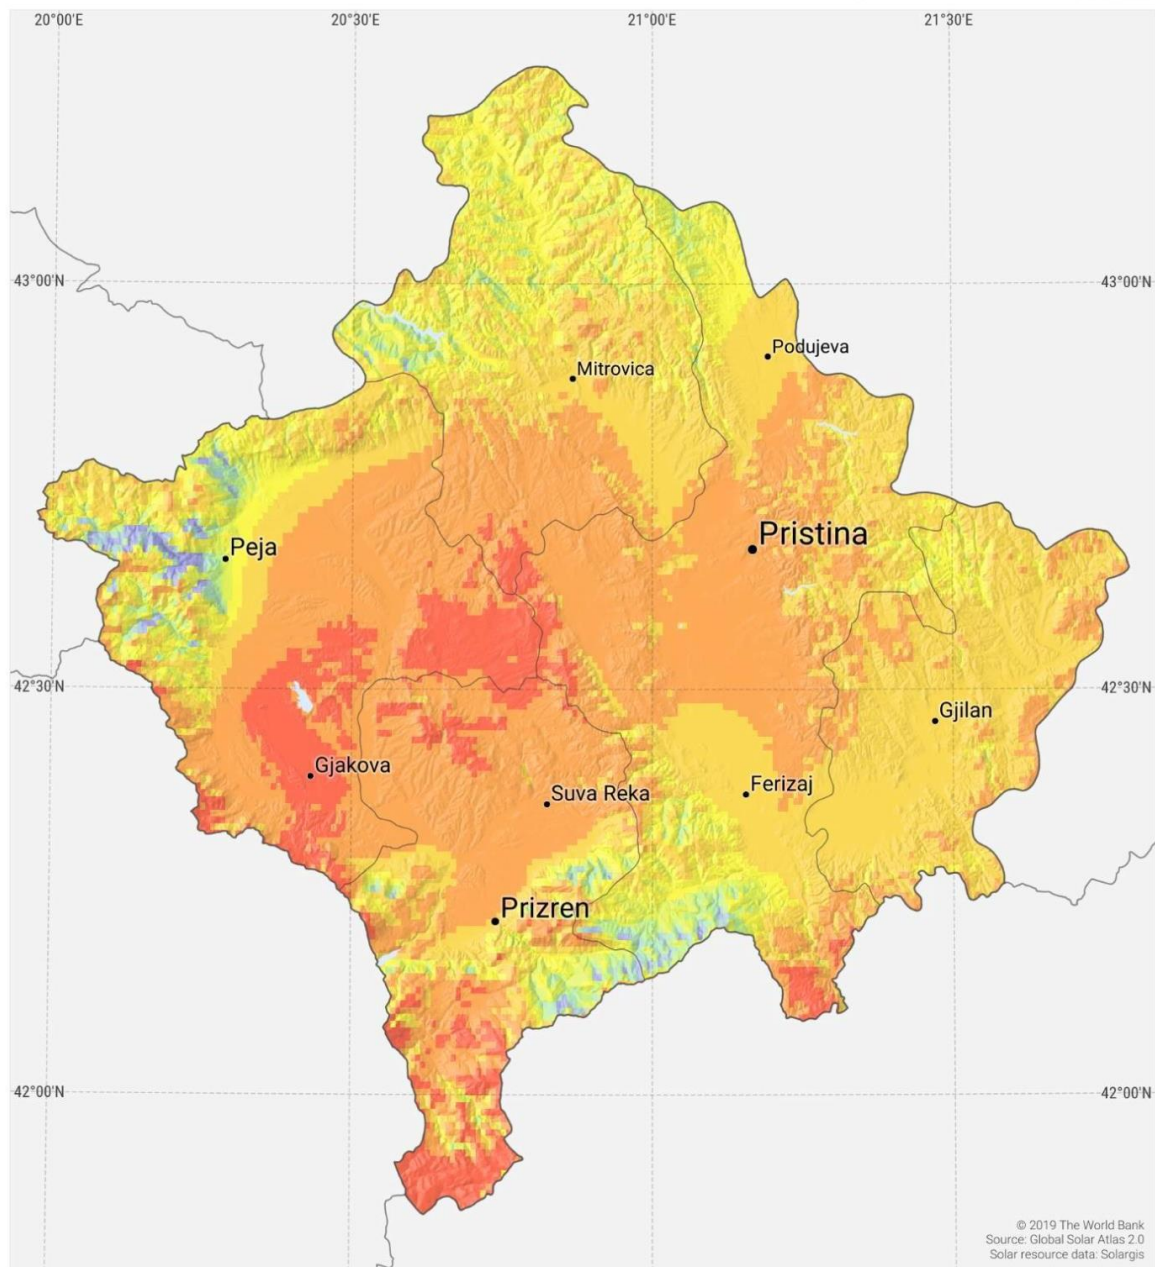 20°00'E
20°30'E
21°00'E
21°30'E
43°00'N
43°00'N
Podujeva
Mitrovica
Pristina
Peja
42°30'N
42°30'N
Gjilan
Gjakova
Ferizaj
Suva Reka
Prizren
42°00'N
42°00'N
© 2019 The World Bank
Source: Global Solar Atlas 2.0
Solar resource data: Solargis